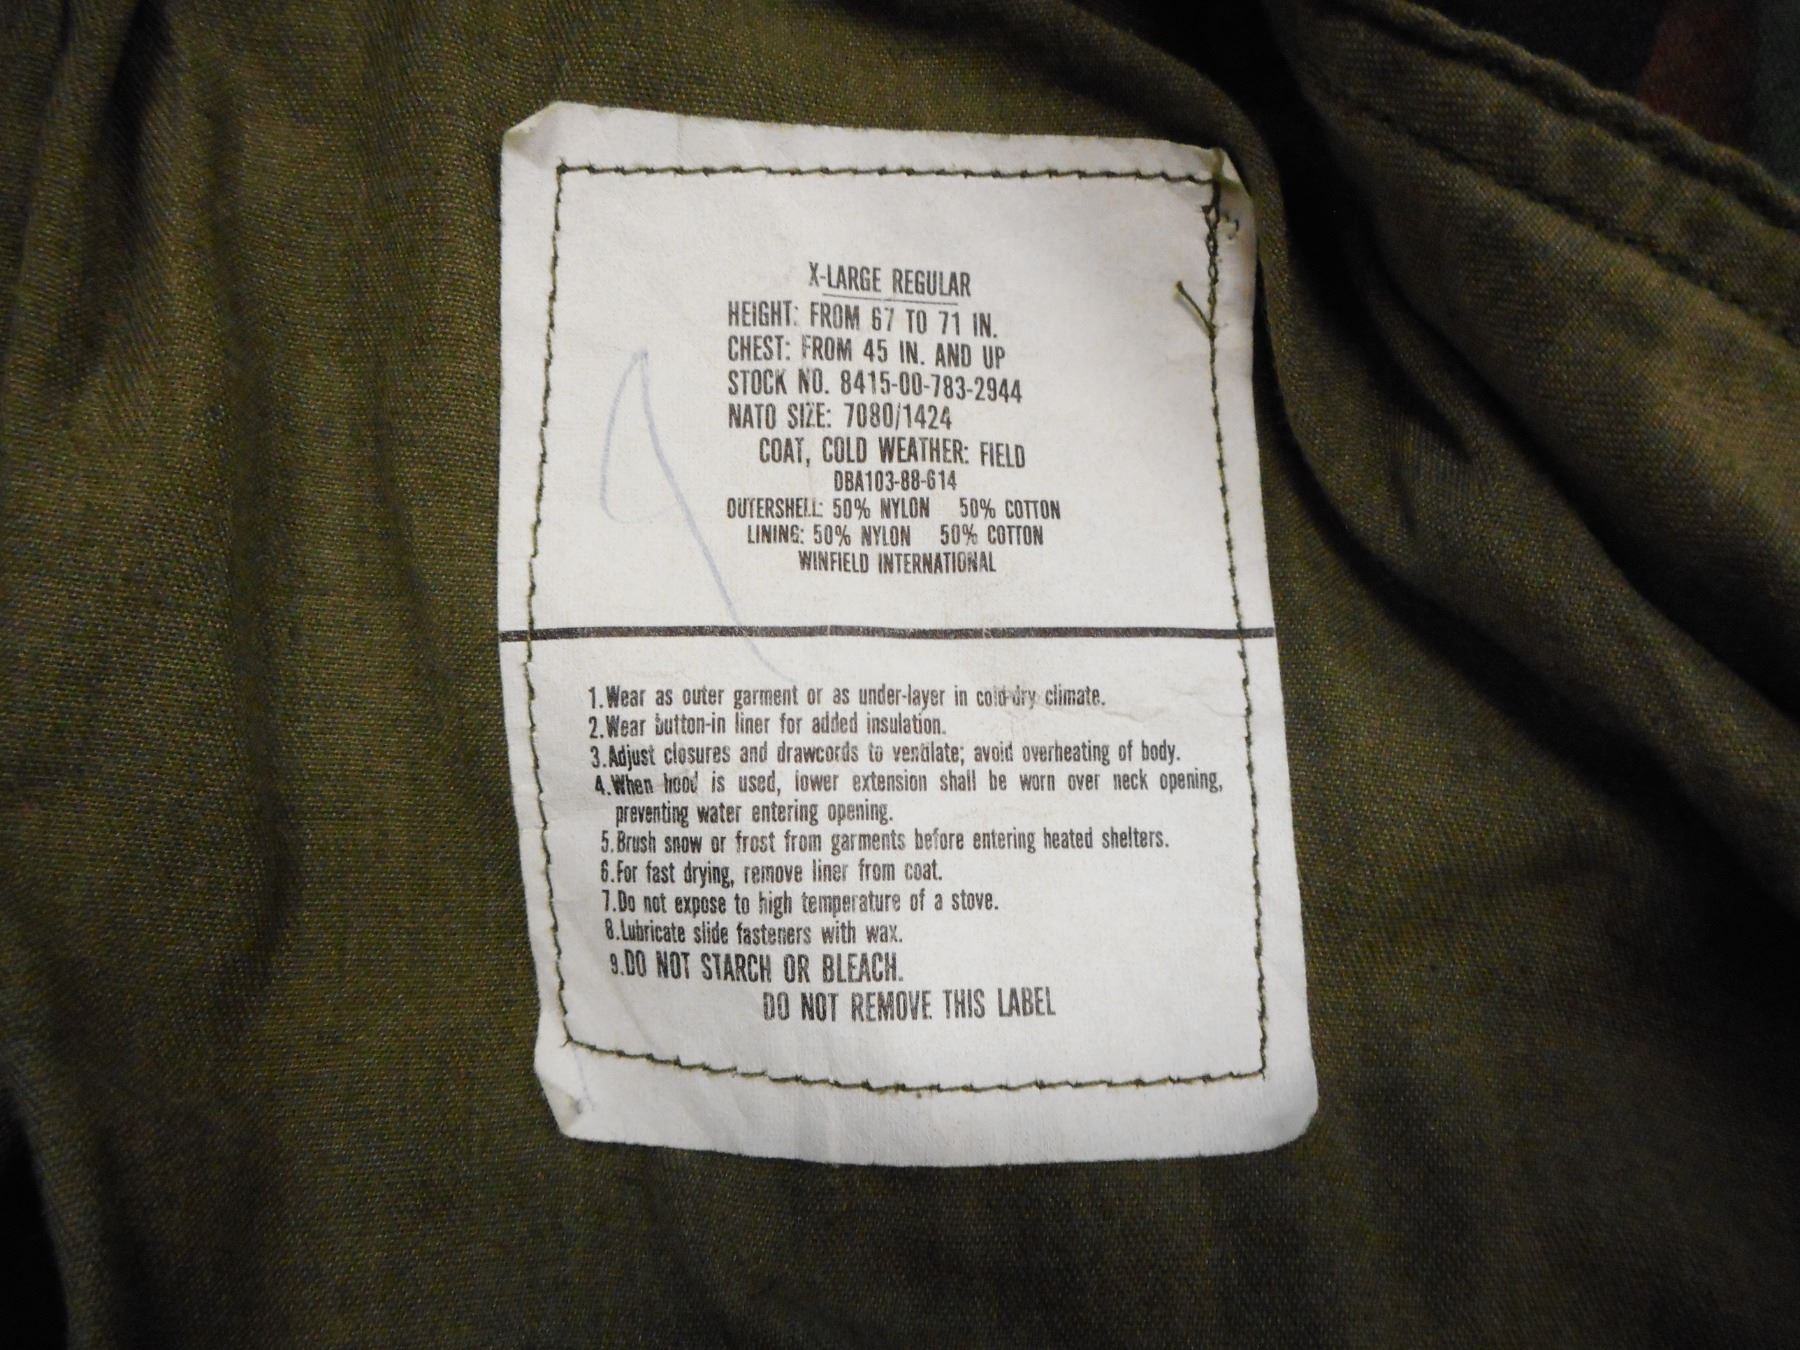 X-LARGE REGULAR
HEIGHT: FROM 67 TO 71 IN.
CHEST: FROM 45 IN. AND UP
STOCK NO. 8415-00-783-2944
NATO SIZE: 7080/1424
COAT, COLD WEATHER: FIELD
DBA103-88-614
OUTERSHELL: 50% NYLON 50% COTTON
LINING: 50% NYLON 50% COTTON
WINFIELD INTERNATIONAL
1.Wear as outer garment or as under-layer in cold-dry climate.
2.Wear button-in liner for added insulation.
3.Adjust closures and drawcords to ventilate; avoid overheating of body.
4.When hood is used, lower extension shall be worn over neck opening,
preventing water entering opening.
5.Brush snow or frost from garments before entering heated shelters.
6.For fast drying, remove liner from coat.
7.Do not expose to high temperature of a stove.
8.Lubricate slide fasteners with wax.
9.DO NOT STARCH OR BLEACH.
DO NOT REMOVE THIS LABEL